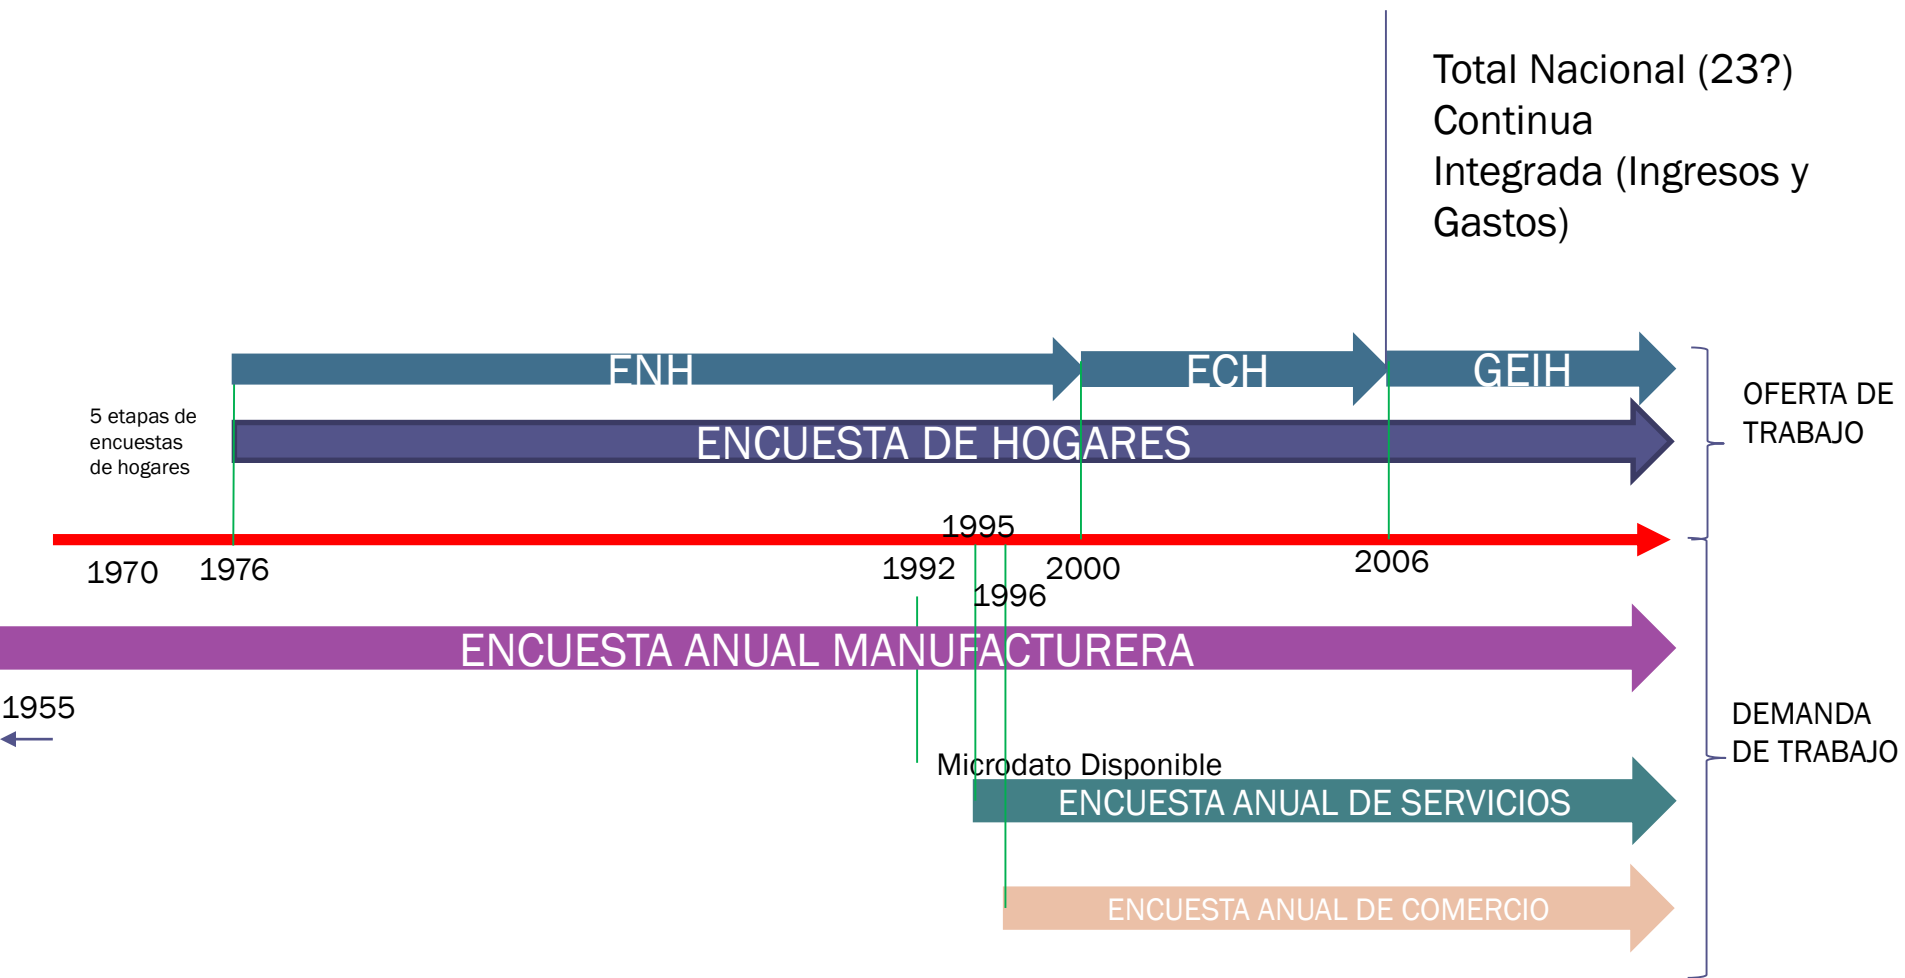 Total Nacional (23?)
Continua
Integrada (Ingresos y
Gastos)
ENH
ECH
GEIH
5 etapas de
encuestas
de hogares
ENCUESTA DE HOGARES
OFERTA DE
TRABAJO
1995
1970
1976
1992
2000
2006
1996
ENCUESTA ANUAL MANUFACTURERA
1955
DEMANDA
DE TRABAJO
Microdato Disponible
ENCUESTA ANUAL DE SERVICIOS
ENCUESTA ANUAL DE COMERCIO